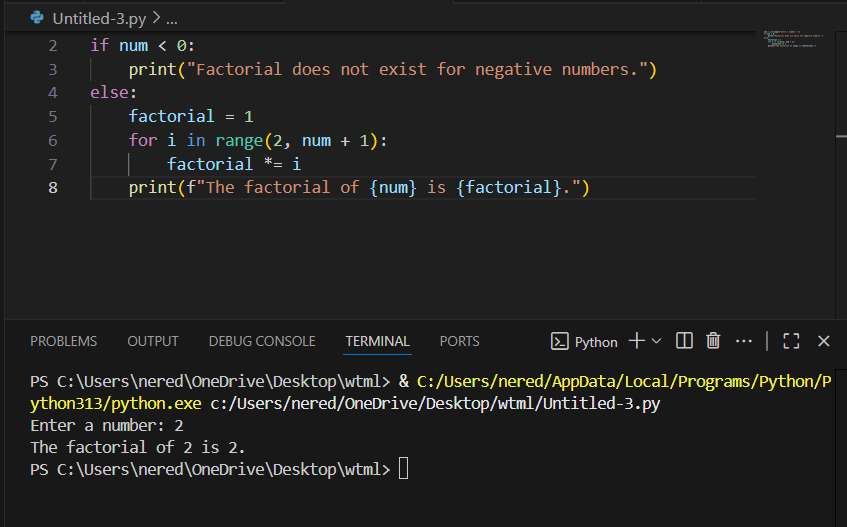 Untitled-3.py > ...
2 if num < 0:
3     print("Factorial does not exist for negative numbers.")
4 else:
5     factorial = 1
6     for i in range(2, num + 1):
7         factorial *= i
8     print(f"The factorial of {num} is {factorial}.")
PROBLEMS OUTPUT DEBUG CONSOLE TERMINAL PORTS Python
PS C:\Users\nered\OneDrive\Desktop\wtml> & C:/Users/nered/AppData/Local/Programs/Python/P
ython313/python.exe c:/Users/nered/OneDrive/Desktop/wtml/Untitled-3.py
Enter a number: 2
The factorial of 2 is 2.
PS C:\Users\nered\OneDrive\Desktop\wtml>